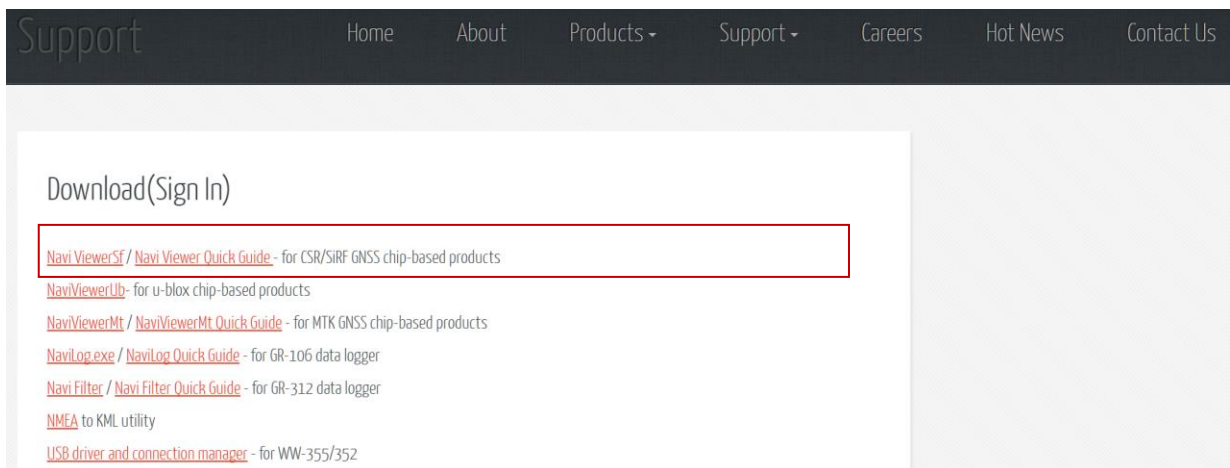 Support Home About Products Support Careers Hot News Contact Us
Download(Sign In)
Navi ViewerSf / Navi Viewer Quick Guide - for CSR/SiRF GNSS chip-based products
NaviViewerUb- for u-blox chip-based products
NaviViewerMt / NaviViewerMt Quick Guide - for MTK GNSS chip-based products
NaviLog.exe / NaviLog Quick Guide - for GR-106 data logger
Navi Filter / Navi Filter Quick Guide - for GR-312 data logger
NMEA to KML utility
USB driver and connection manager - for WW-355/352